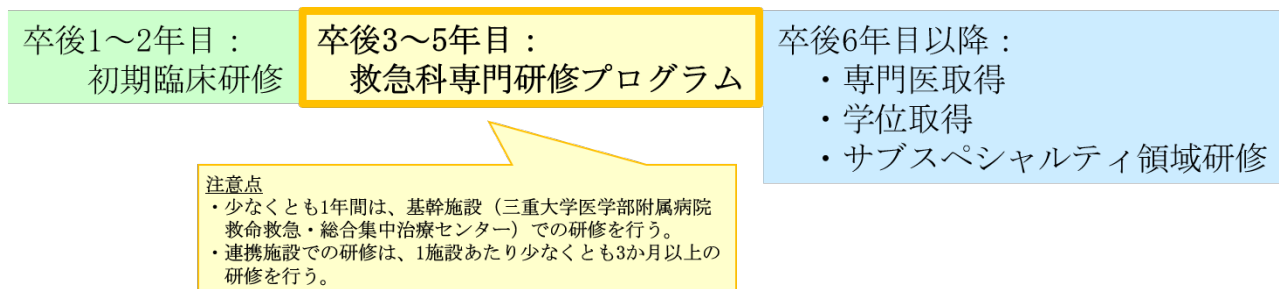 卒後1～2年目：
初期臨床研修
卒後3～5年目：
救急科専門研修プログラム
卒後6年目以降：
・専門医取得
・学位取得
・サブスペシャルティ領域研修
注意点
・少なくとも1年間は、基幹施設（三重大学医学部附属病院
救命救急・総合集中治療センター）での研修を行う。
・連携施設での研修は、1施設あたり少なくとも3か月以上の
研修を行う。